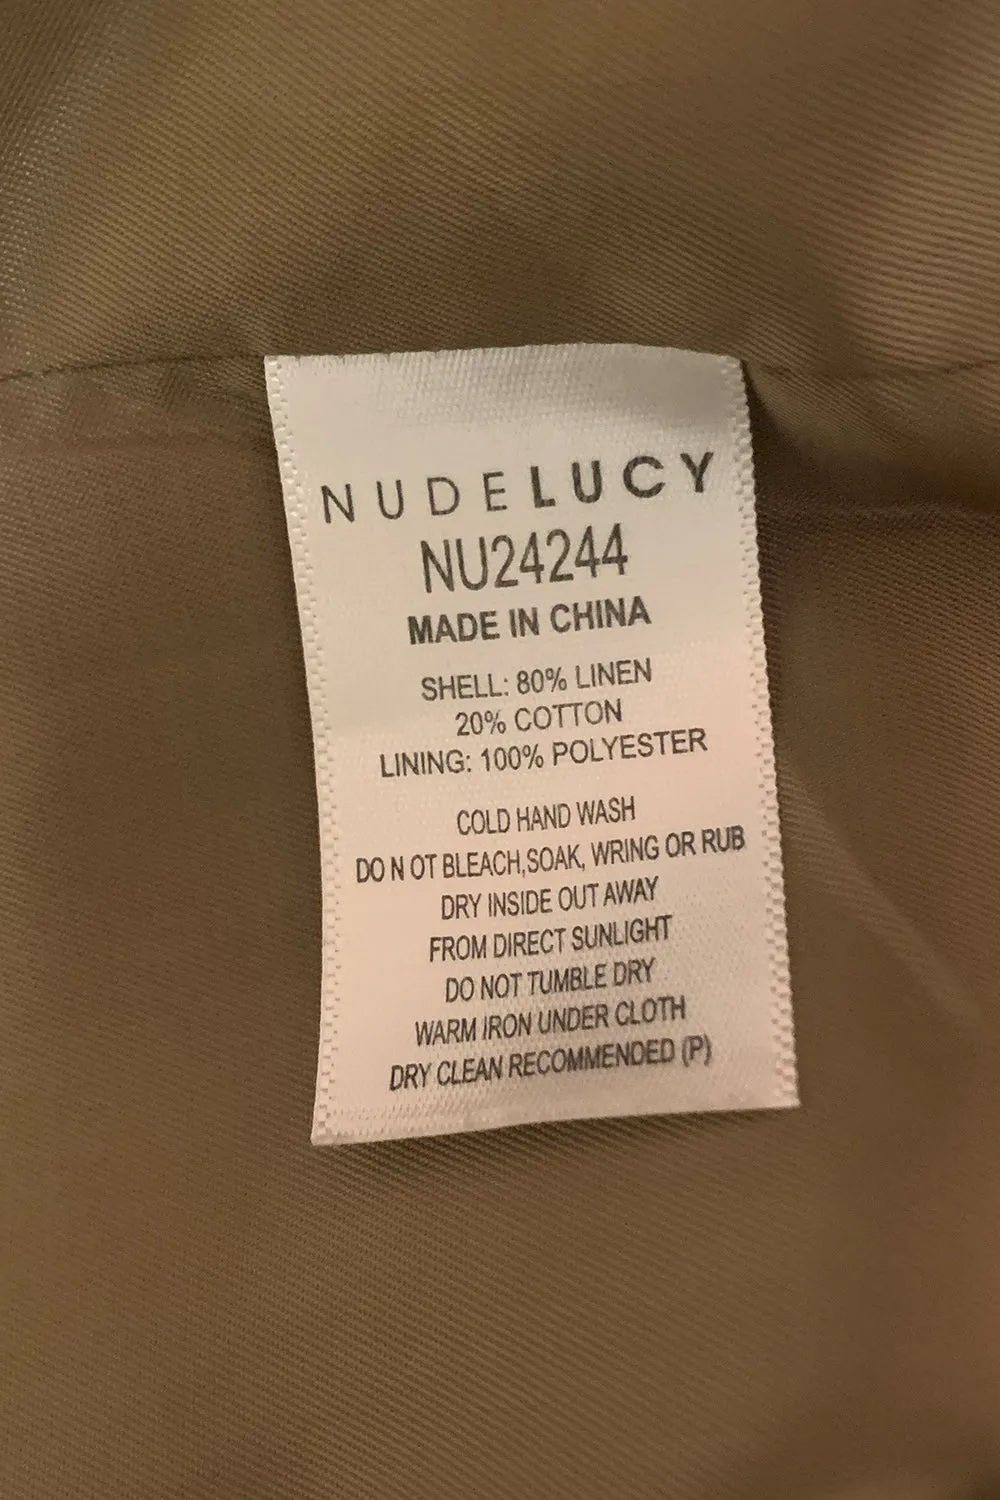 NUDELUCY
NU24244
MADE IN CHINA
SHELL: 80% LINEN
20% COTTON
LINING: 100% POLYESTER
COLD HAND WASH
DO N OT BLEACH,SOAK, WRING OR RUB
DRY INSIDE OUT AWAY
FROM DIRECT SUNLIGHT
DO NOT TUMBLE DRY
WARM IRON UNDER CLOTH
DRY CLEAN RECOMMENDED (P)